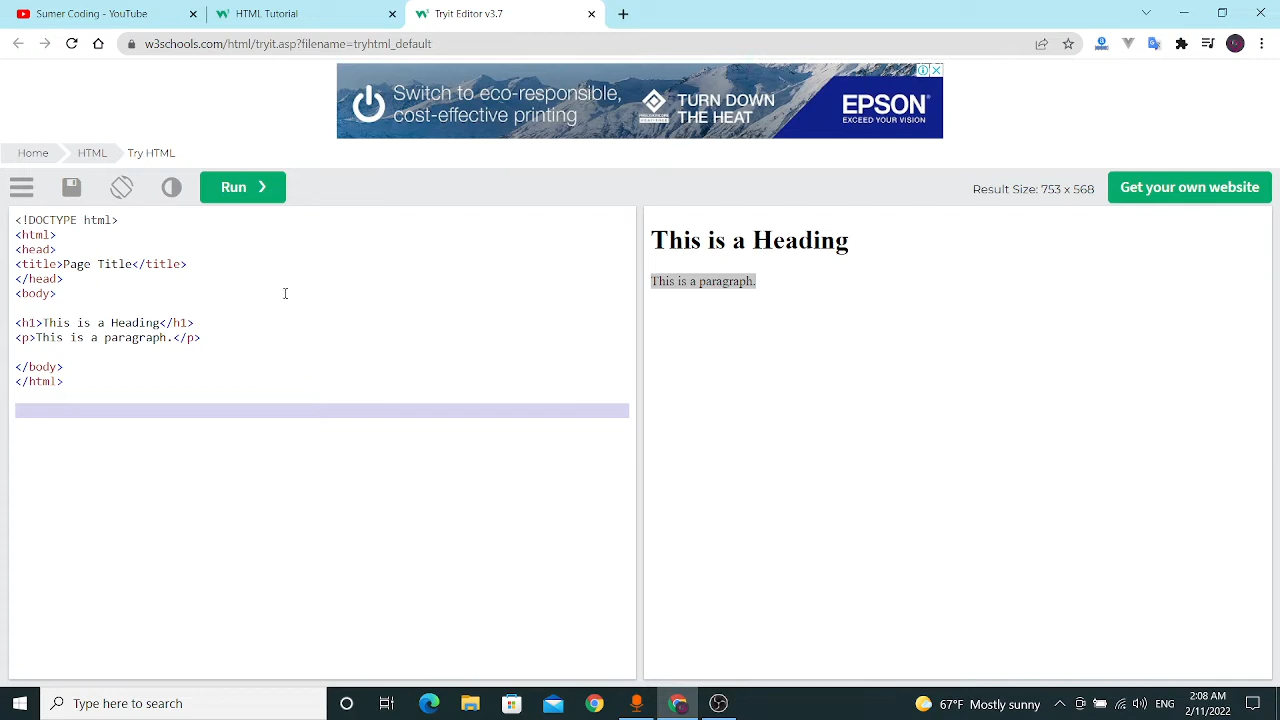 Sumer Coding - YouTube
HTML Tutorial
Tryit Editor v3.7
w3schools.com/html/tryit.asp?filename=tryhtml_default
Switch to eco-responsible,
cost-effective printing
TURN DOWN
THE HEAT
EPSON
EXCEED YOUR VISION
Home
HTML
Try HTML
Run ❯
Result Size: 753 x 568
Get your own website
<!DOCTYPE html>
<html>
<head>
<title>Page Title</title>
</head>
<body>
<h1>This is a Heading</h1>
<p>This is a paragraph.</p>
</body>
</html>
This is a Heading
This is a paragraph.
Type here to search
67°F Mostly sunny
ENG
2:08 AM
2/11/2022